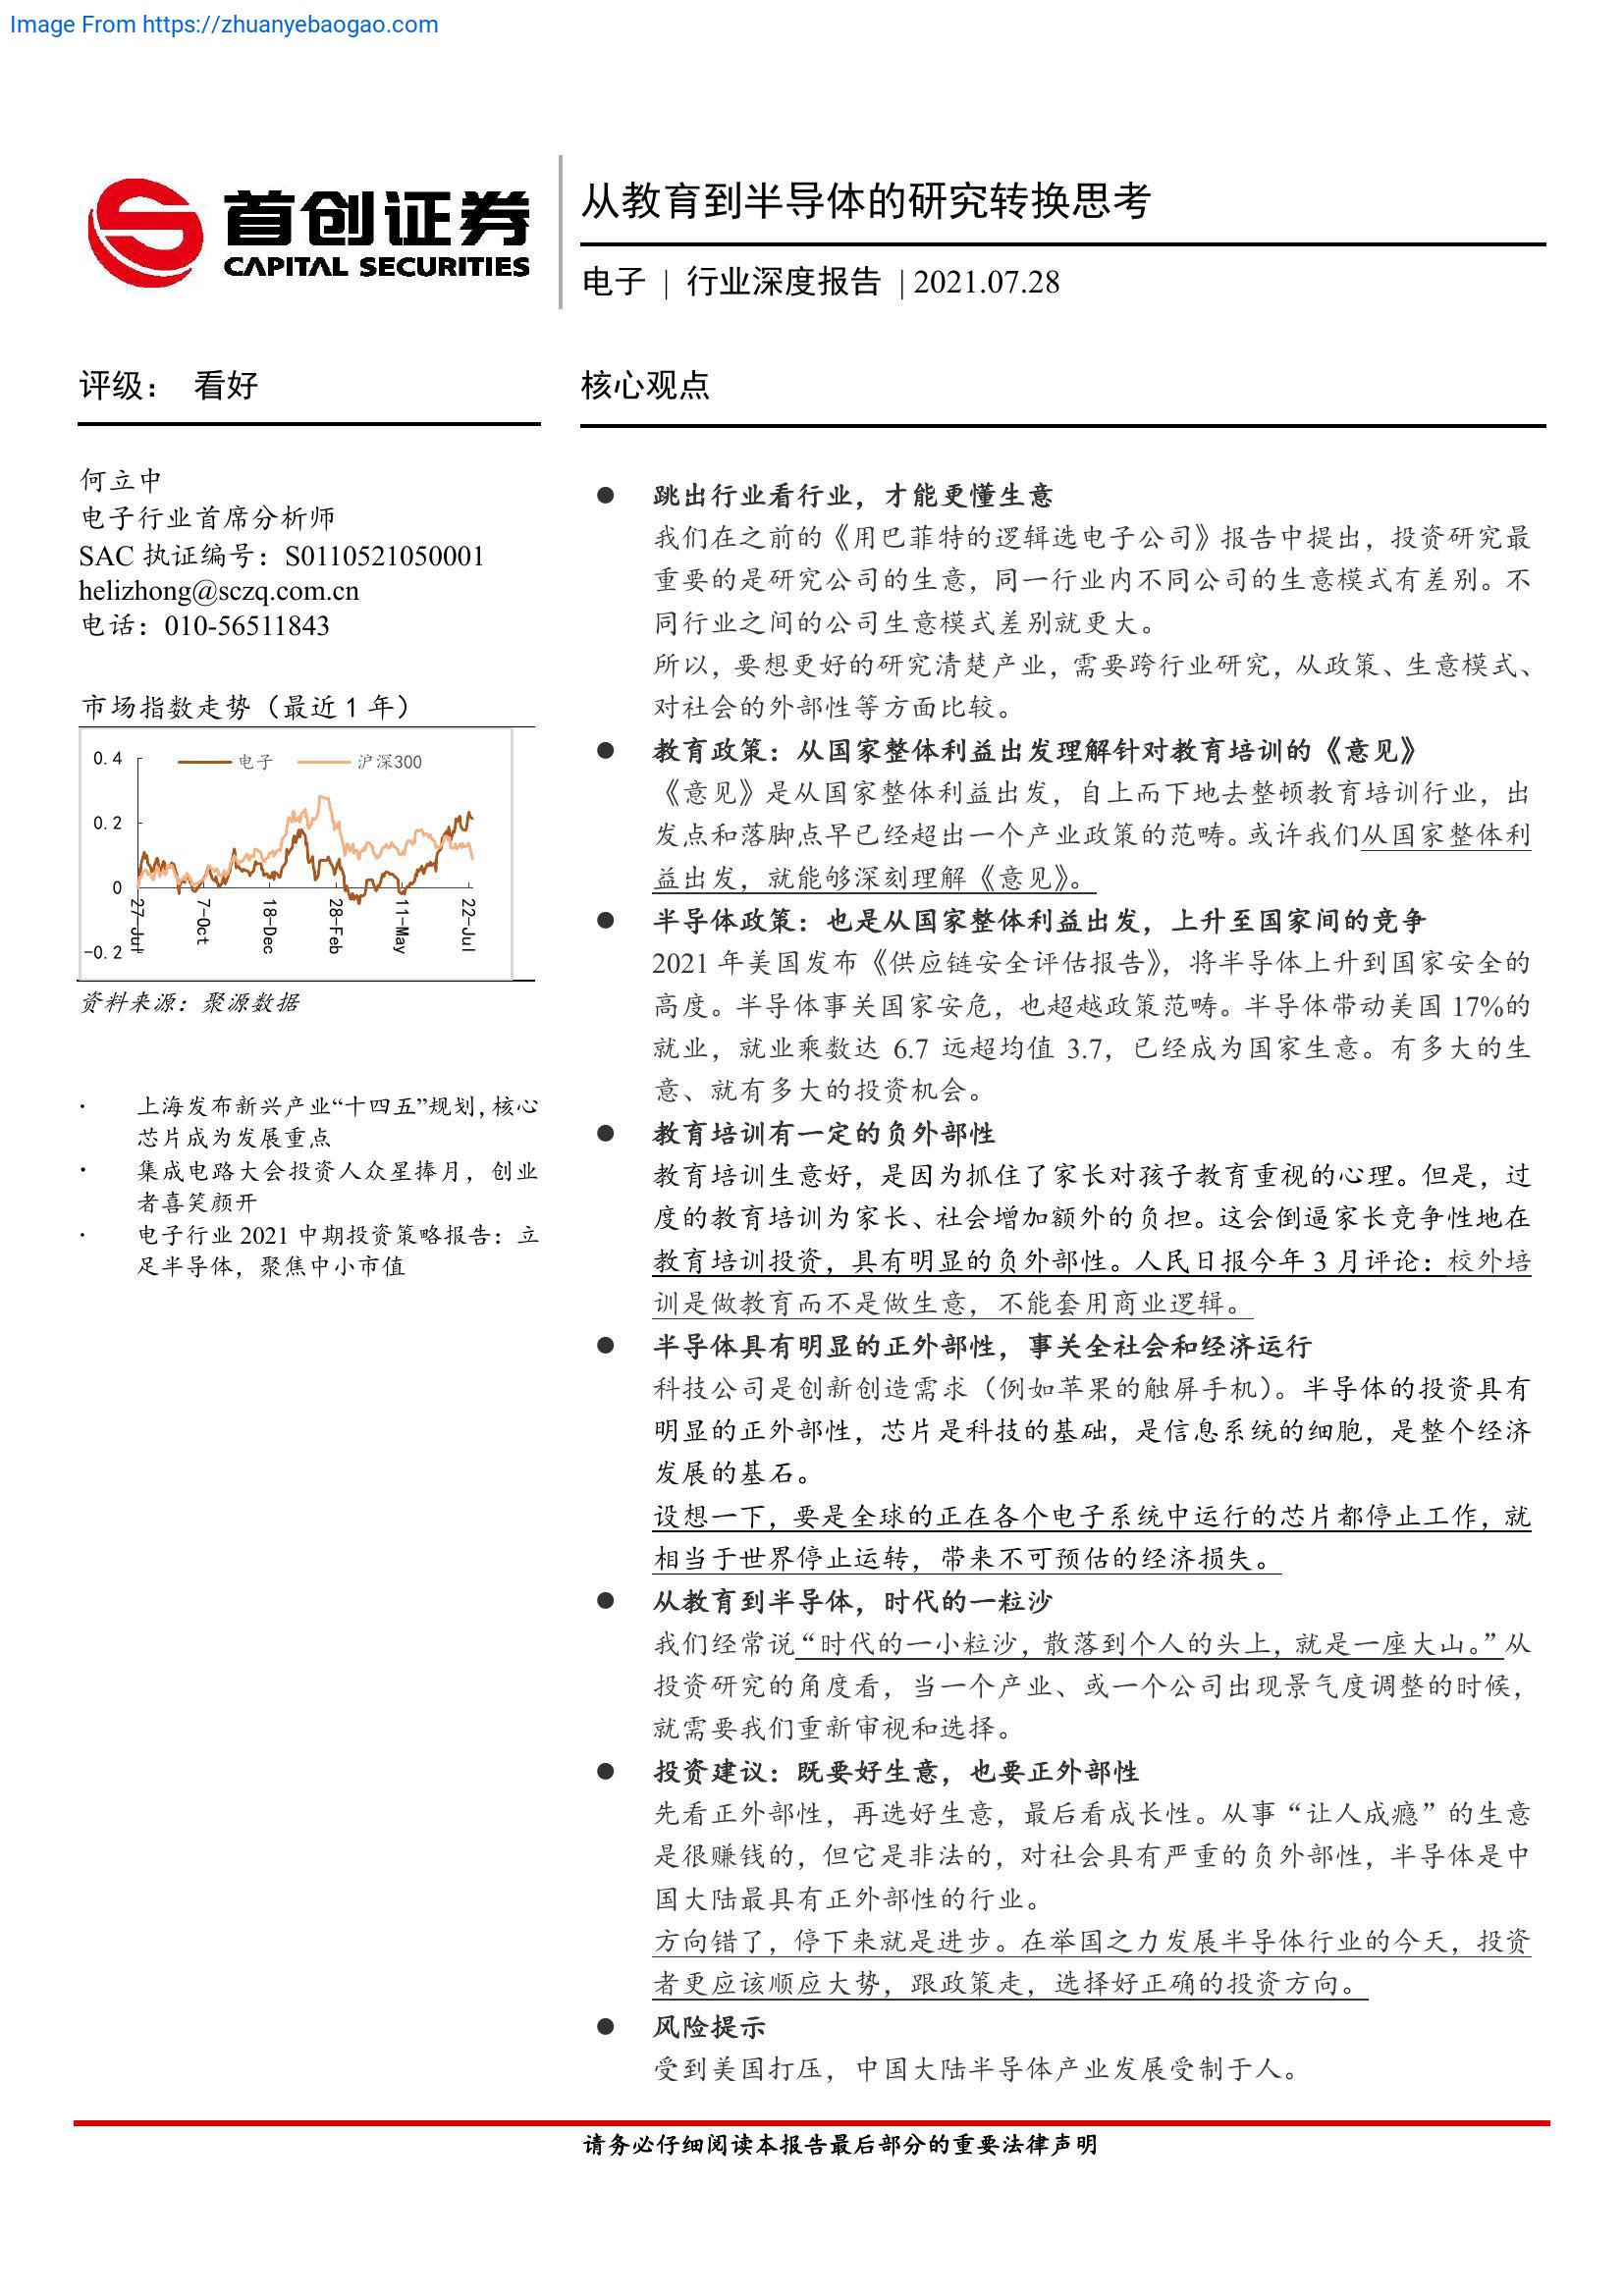 Image From https://zhuanyebaogao.com
首创证券
CAPITAL SECURITIES
从教育到半导体的研究转换思考
电子 | 行业深度报告 | 2021.07.28
评级： 看好
何立中
电子行业首席分析师
SAC 执证编号：S0110521050001
helizhong@sczq.com.cn
电话：010-56511843
市场指数走势（最近 1 年）
电子 沪深300
0.4
0.2
0
-0.2
27-Jul
7-Oct
18-Dec
28-Feb
11-May
22-Jul
资料来源：聚源数据
· 上海发布新兴产业“十四五”规划，核心
芯片成为发展重点
· 集成电路大会投资人众星捧月，创业
者喜笑颜开
· 电子行业 2021 中期投资策略报告：立
足半导体，聚焦中小市值
核心观点
● 跳出行业看行业，才能更懂生意
我们在之前的《用巴菲特的逻辑选电子公司》报告中提出，投资研究最
重要的是研究公司的生意，同一行业内不同公司的生意模式有差别。不
同行业之间的公司生意模式差别就更大。
所以，要想更好的研究清楚产业，需要跨行业研究，从政策、生意模式、
对社会的外部性等方面比较。
● 教育政策：从国家整体利益出发理解针对教育培训的《意见》
《意见》是从国家整体利益出发，自上而下地去整顿教育培训行业，出
发点和落脚点早已经超出一个产业政策的范畴。或许我们从国家整体利
益出发，就能够深刻理解《意见》。
● 半导体政策：也是从国家整体利益出发，上升至国家间的竞争
2021 年美国发布《供应链安全评估报告》，将半导体上升到国家安全的
高度。半导体事关国家安危，也超越政策范畴。半导体带动美国 17%的
就业，就业乘数达 6.7 远超均值 3.7，已经成为国家生意。有多大的生
意、就有多大的投资机会。
● 教育培训有一定的负外部性
教育培训生意好，是因为抓住了家长对孩子教育重视的心理。但是，过
度的教育培训为家长、社会增加额外的负担。这会倒逼家长竞争性地在
教育培训投资，具有明显的负外部性。人民日报今年 3 月评论：校外培
训是做教育而不是做生意，不能套用商业逻辑。
● 半导体具有明显的正外部性，事关全社会和经济运行
科技公司是创新创造需求（例如苹果的触屏手机）。半导体的投资具有
明显的正外部性，芯片是科技的基础，是信息系统的细胞，是整个经济
发展的基石。
设想一下，要是全球的正在各个电子系统中运行的芯片都停止工作，就
相当于世界停止运转，带来不可预估的经济损失。
● 从教育到半导体，时代的一粒沙
我们经常说“时代的一小粒沙，散落到个人的头上，就是一座大山。”从
投资研究的角度看，当一个产业、或一个公司出现景气度调整的时候，
就需要我们重新审视和选择。
● 投资建议：既要好生意，也要正外部性
先看正外部性，再选好生意，最后看成长性。从事“让人成瘾”的生意
是很赚钱的，但它是非法的，对社会具有严重的负外部性，半导体是中
国大陆最具有正外部性的行业。
方向错了，停下来就是进步。在举国之力发展半导体行业的今天，投资
者更应该顺应大势，跟政策走，选择好正确的投资方向。
● 风险提示
受到美国打压，中国大陆半导体产业发展受制于人。
请务必仔细阅读本报告最后部分的重要法律声明